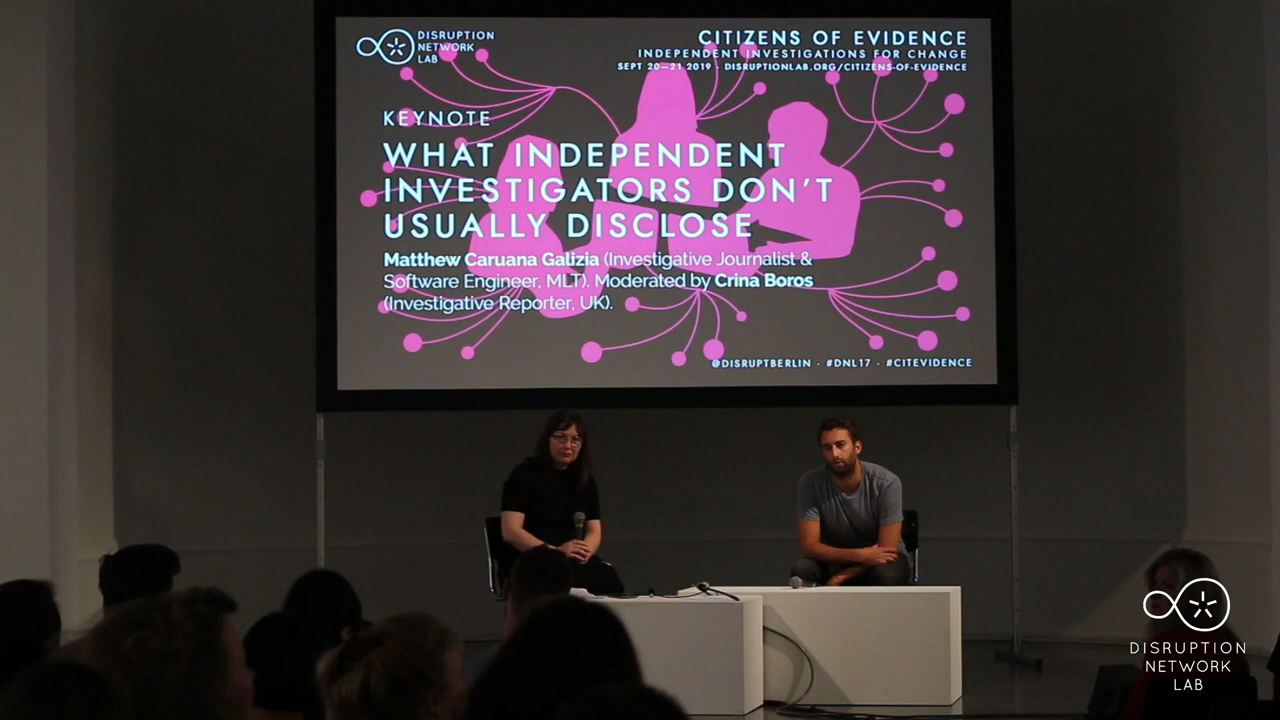 DISRUPTION
NETWORK
LAB
CITIZENS OF EVIDENCE
INDEPENDENT INVESTIGATIONS FOR CHANGE
SEPT 20—21 2019 · DISRUPTIONLAB.ORG/CITIZENS-OF-EVIDENCE
KEYNOTE
WHAT INDEPENDENT
INVESTIGATORS DON'T
USUALLY DISCLOSE
Matthew Caruana Galizia (Investigative Journalist &
Software Engineer, MLT). Moderated by Crina Boros
(Investigative Reporter, UK).
@DISRUPTBERLIN · #DNL17 · #CITEVIDENCE
DISRUPTION
NETWORK
LAB